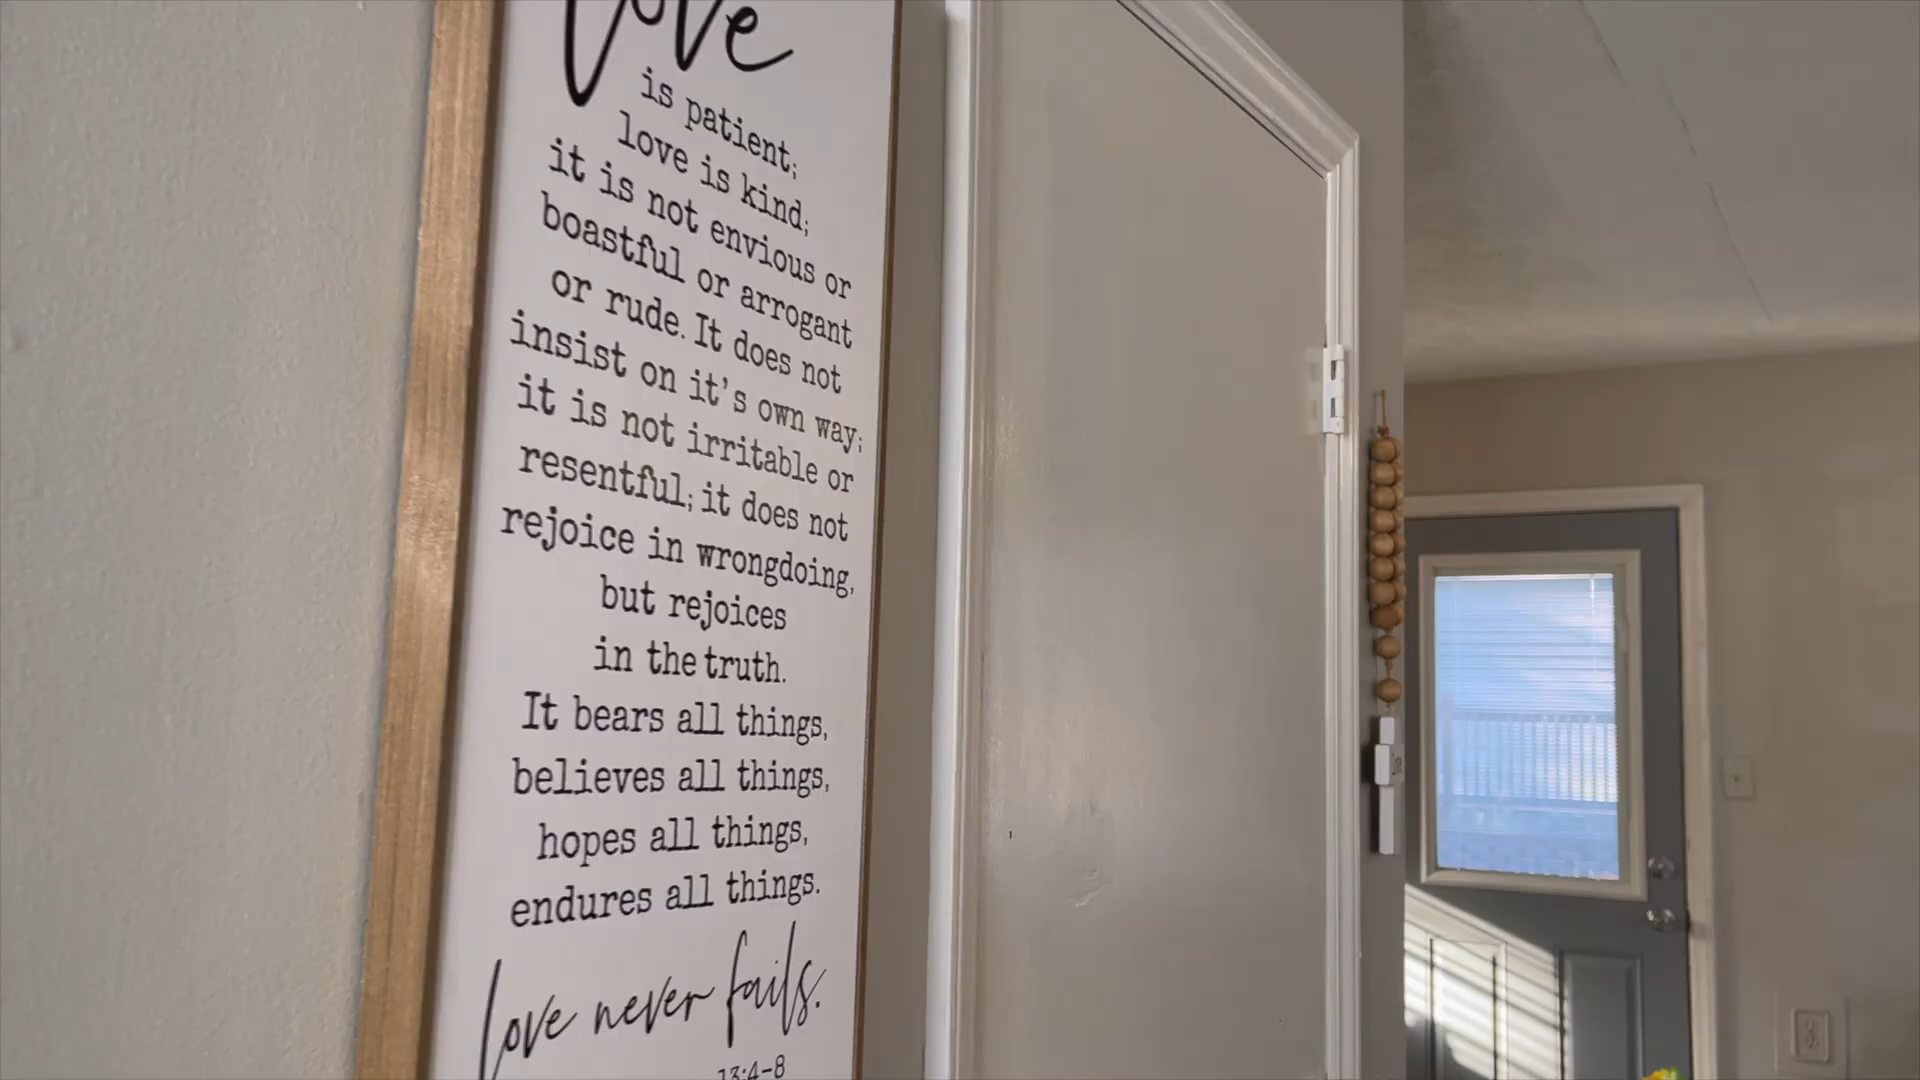 Love
is patient;
love is kind;
it is not envious or
boastful or arrogant
or rude. It does not
insist on it's own way;
it is not irritable or
resentful; it does not
rejoice in wrongdoing,
but rejoices
in the truth.
It bears all things,
believes all things,
hopes all things,
endures all things.
love never fails.
13:4-8